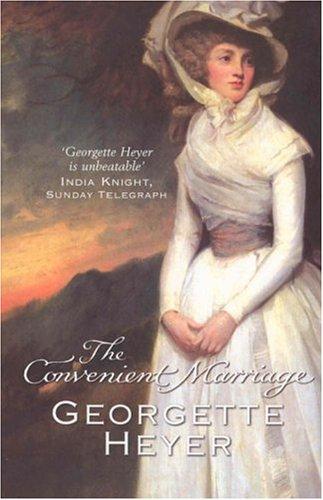 ‘Georgette Heyer
is unbeatable’
INDIA KNIGHT,
SUNDAY TELEGRAPH
The
Convenient Marriage
GEORGETTE
HEYER